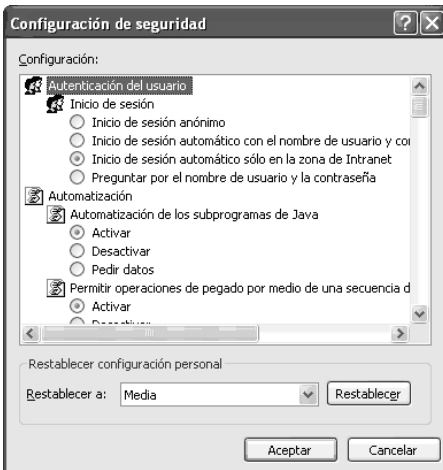 Configuración de seguridad
Configuración:
Autenticación del usuario
Inicio de sesión
Inicio de sesión anónimo
Inicio de sesión automático con el nombre de usuario y co
Inicio de sesión automático sólo en la zona de Intranet
Preguntar por el nombre de usuario y la contraseña
Automatización
Automatización de los subprogramas de Java
Activar
Desactivar
Pedir datos
Permitir operaciones de pegado por medio de una secuencia d
Activar
Restablecer configuración personal
Restablecer a: Media Restablecer
Aceptar Cancelar